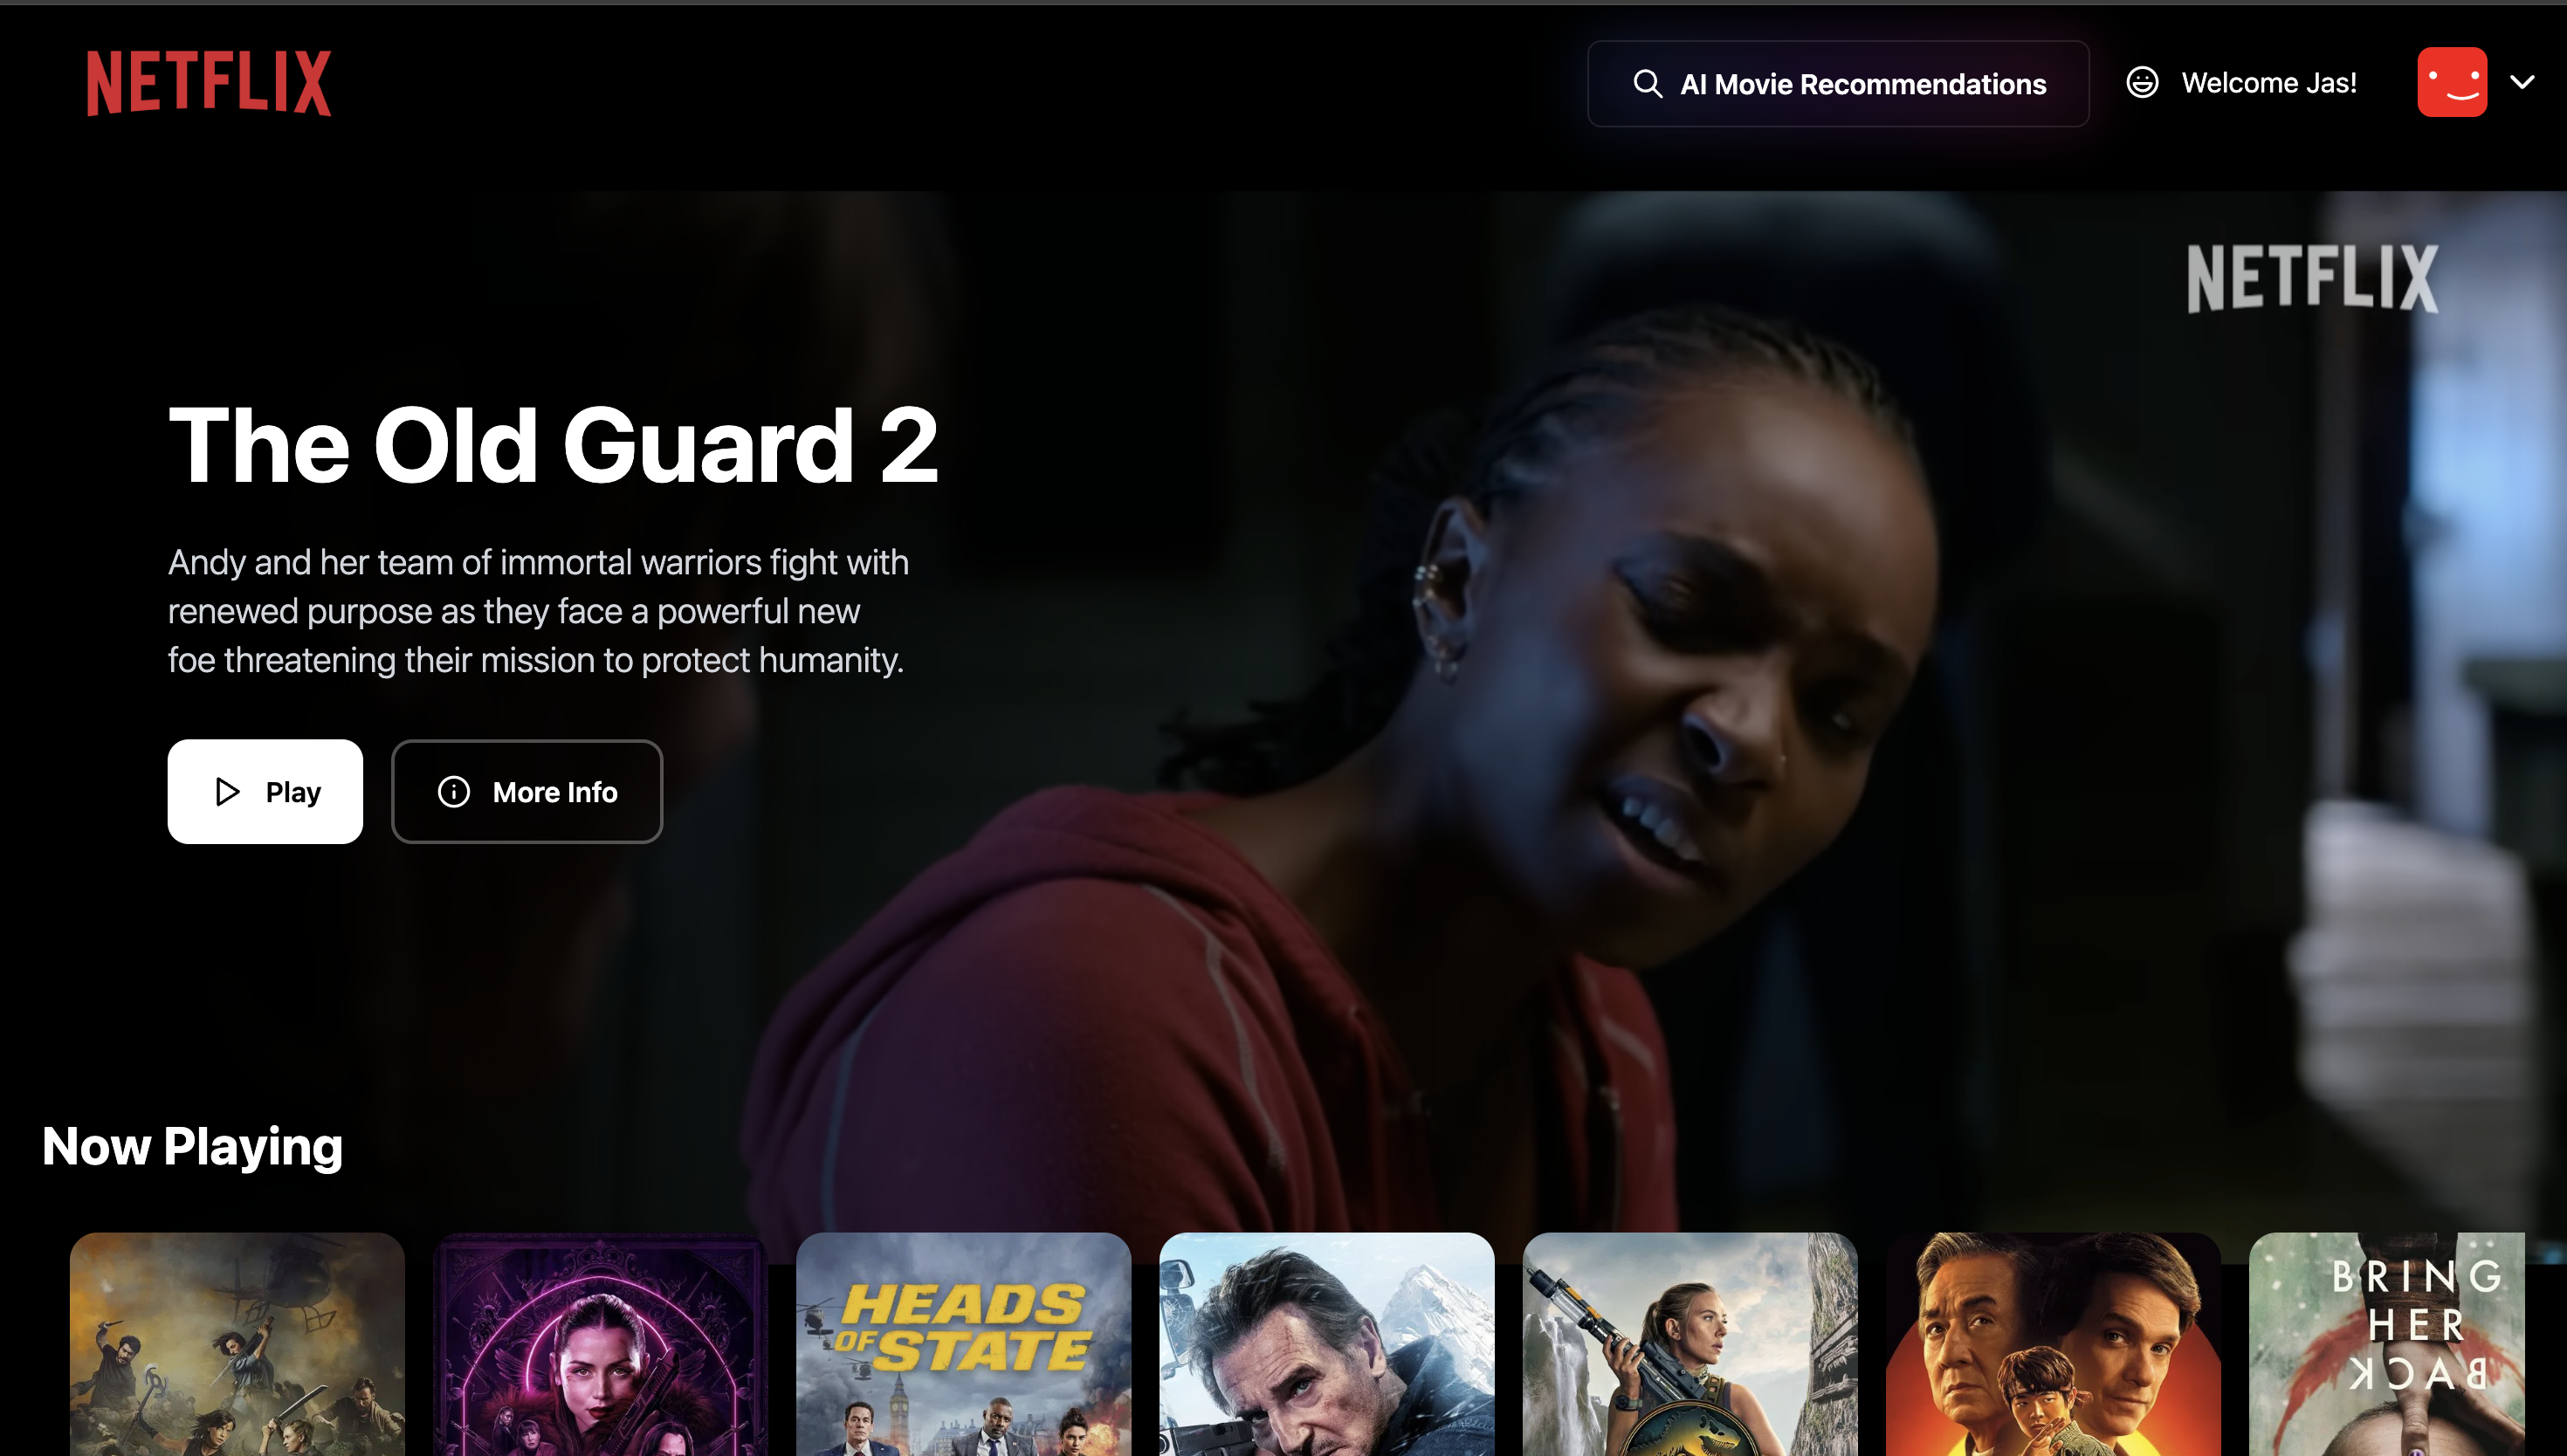 NETFLIX
AI Movie Recommendations
Welcome Jas!
NETFLIX
The Old Guard 2
Andy and her team of immortal warriors fight with
renewed purpose as they face a powerful new
foe threatening their mission to protect humanity.
Play
More Info
Now Playing
HEADS
OF STATE
BRING
HER
BACK